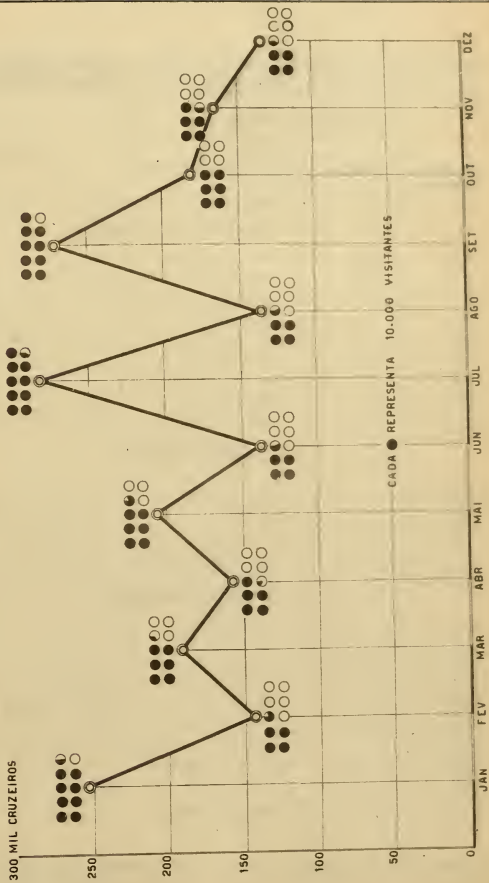 300 MIL CRUZEIROS
250
200
150
100
50
0
CADA ● REPRESENTA 10.000 VISITANTES
JAN
FEV
MAR
ABR
MAI
JUN
JUL
AGO
SET
OUT
NOV
DEZ